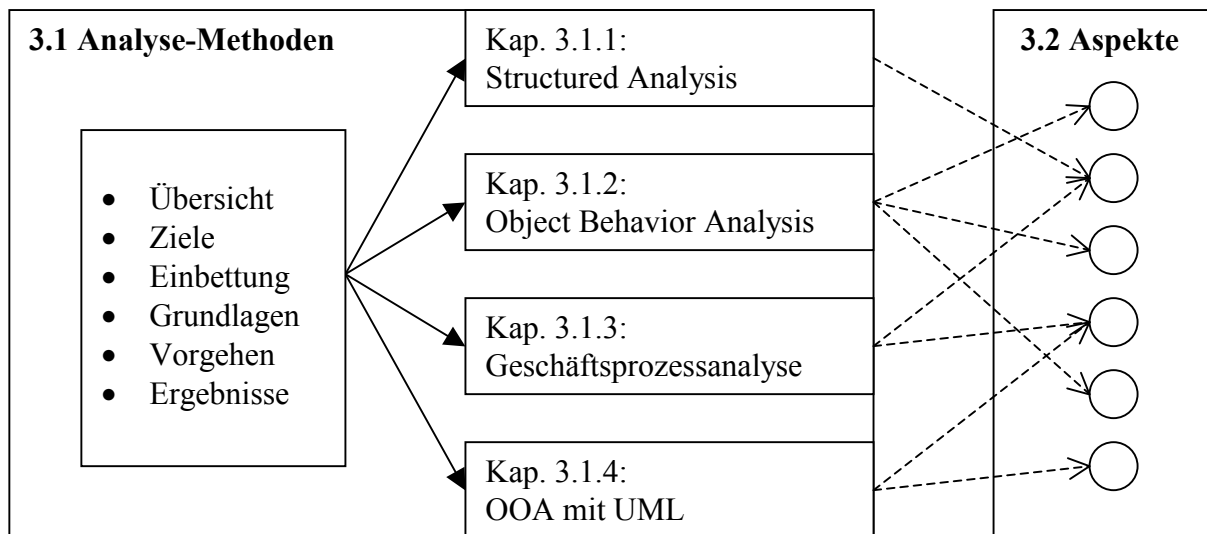 3.1 Analyse-Methoden
• Übersicht
• Ziele
• Einbettung
• Grundlagen
• Vorgehen
• Ergebnisse
Kap. 3.1.1:
Structured Analysis
Kap. 3.1.2:
Object Behavior Analysis
Kap. 3.1.3:
Geschäftsprozessanalyse
Kap. 3.1.4:
OOA mit UML
3.2 Aspekte